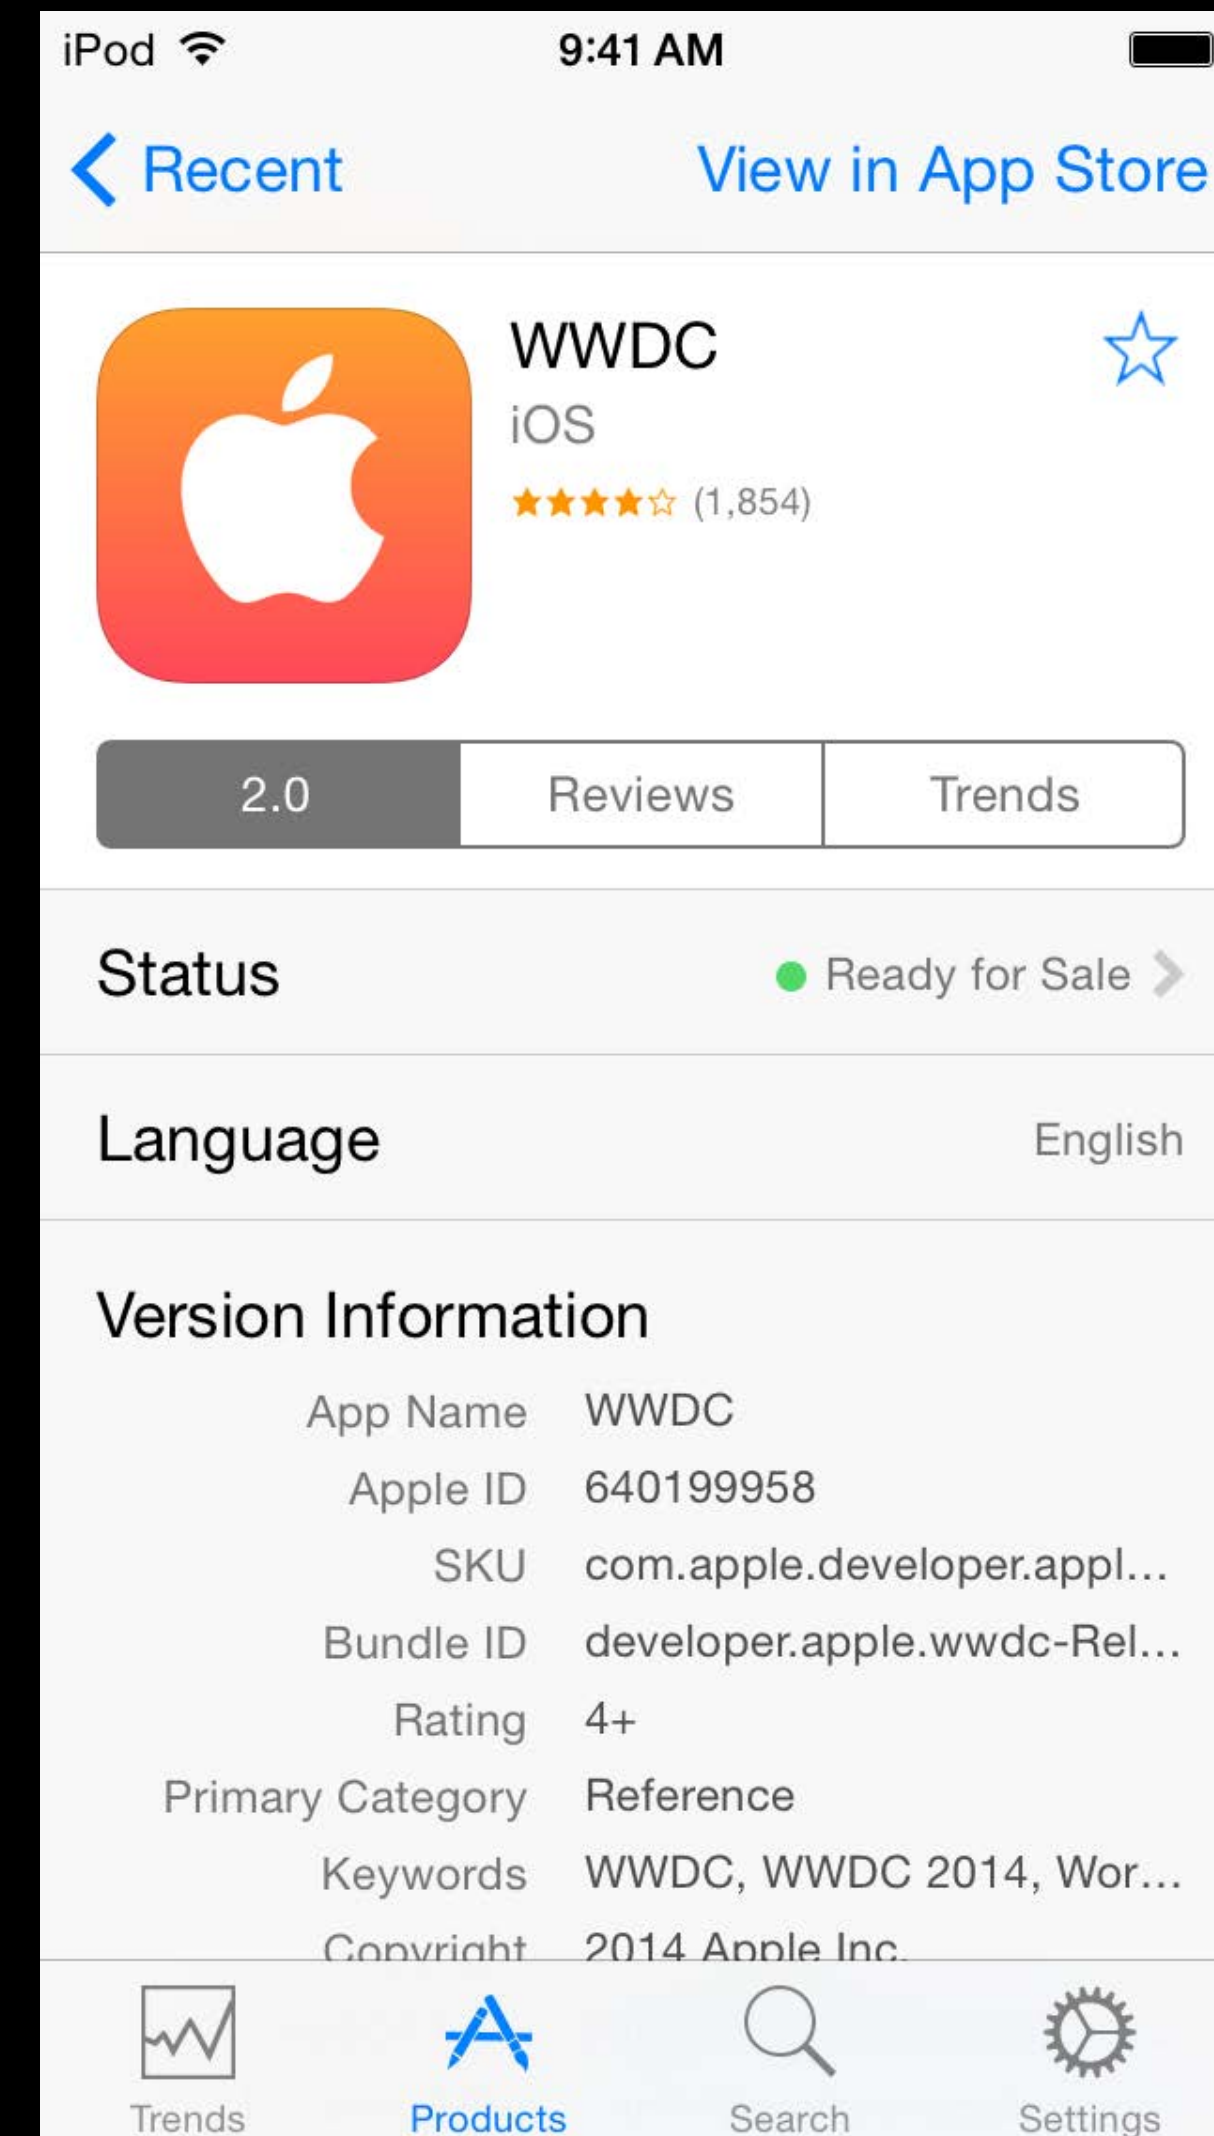 iPod 9:41 AM
Recent View in App Store
WWDC
iOS
(1,854)
2.0 Reviews Trends
Status Ready for Sale
Language English
Version Information
App Name WWDC
Apple ID 640199958
SKU com.apple.developer.appl...
Bundle ID developer.apple.wwdc-Rel...
Rating 4+
Primary Category Reference
Keywords WWDC, WWDC 2014, Wor...
Copyright 2014 Apple Inc.
Trends Products Search Settings